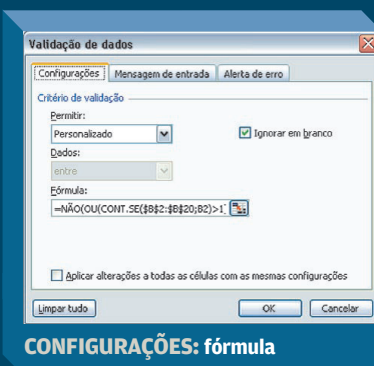 Validação de dados
Configurações Mensagem de entrada Alerta de erro
Critério de validação
Permitir:
Personalizado
Ignorar em branco
Dados:
entre
Fórmula:
=NÃO(OU(CONT.SE($B$2:$B$20;B2)>1
Aplicar alterações a todas as células com as mesmas configurações
Limpar tudo OK Cancelar
CONFIGURAÇÕES: fórmula